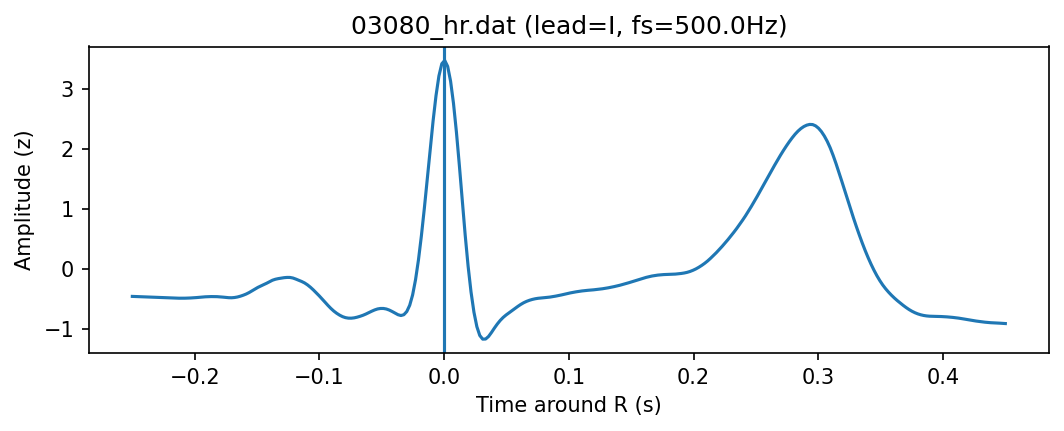 03080_hr.dat (lead=I, fs=500.0Hz)
Amplitude (z)
3
2
1
0
−1
−0.2 −0.1 0.0 0.1 0.2 0.3 0.4
Time around R (s)